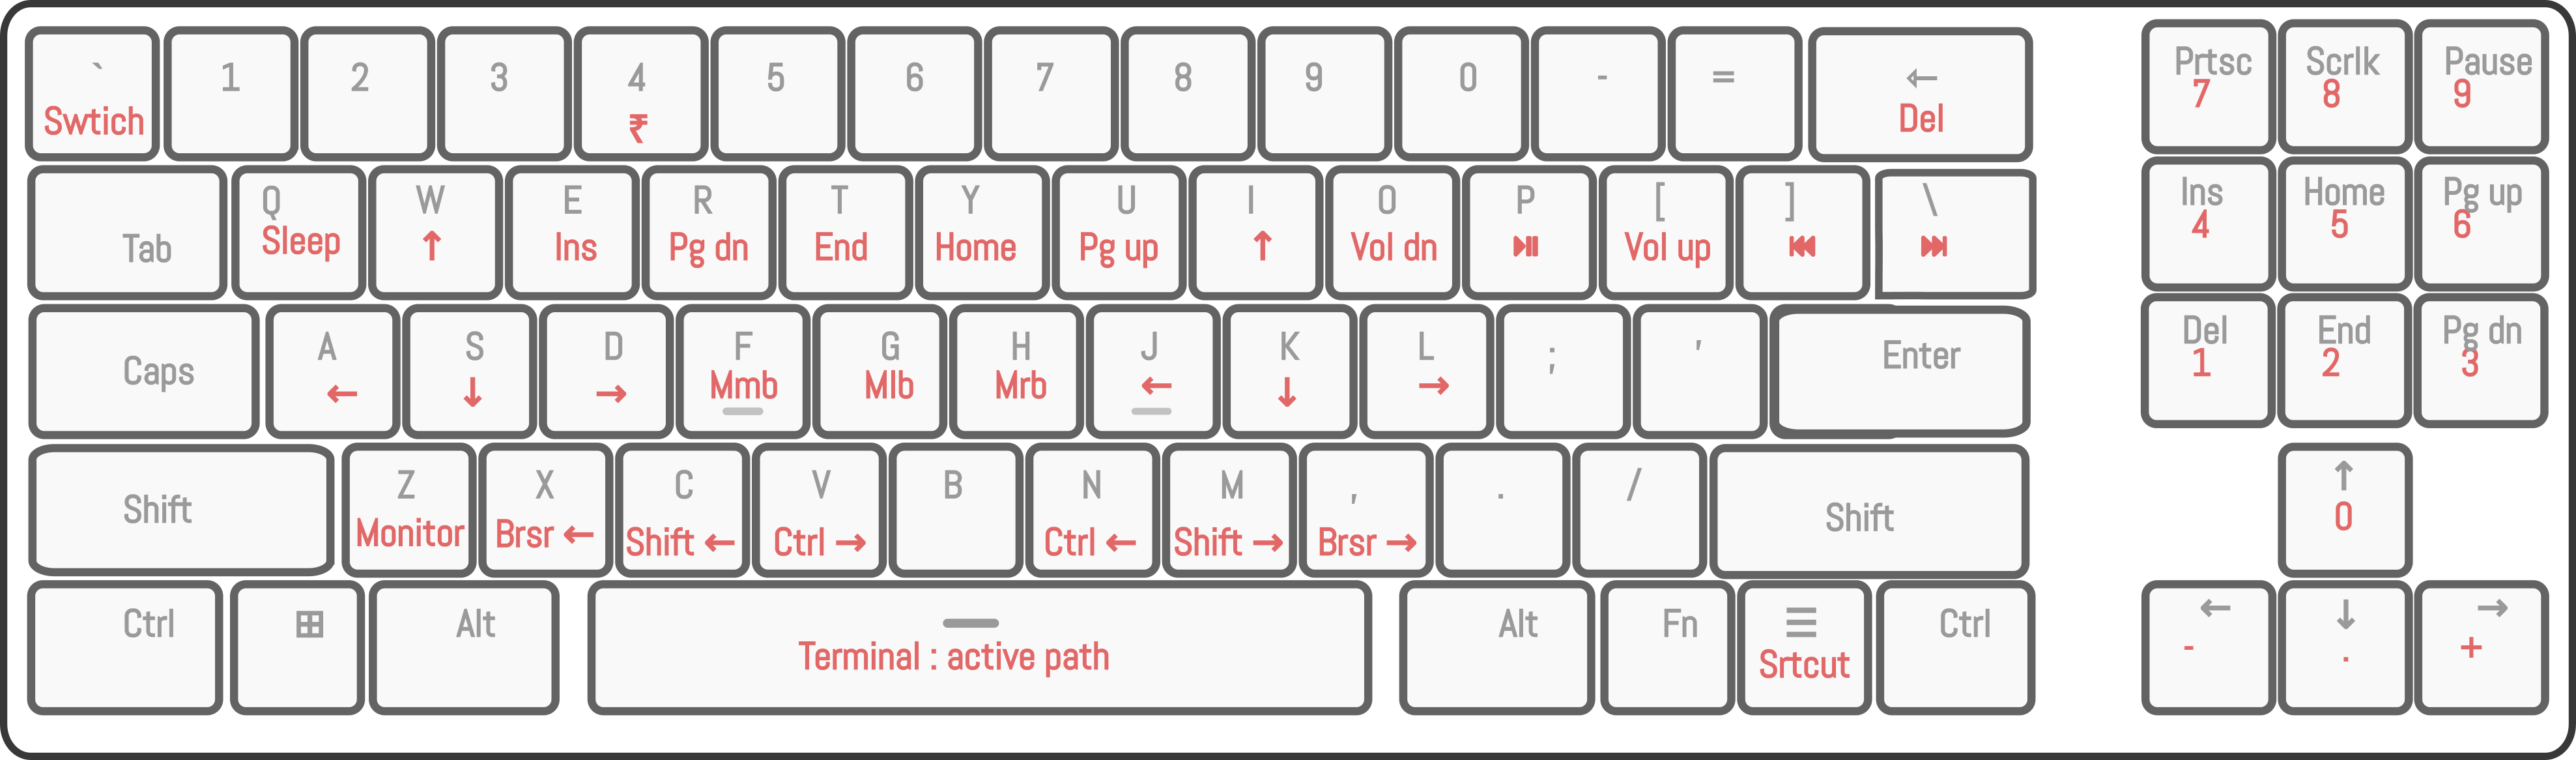 ` 1 2 3 4 5 6 7 8 9 0 - = ← Prtsc Scrlk Pause
Swtich ₹ Del 7 8 9
Q W E R T Y U I O P [ ] \ Ins Home Pg up
Tab Sleep ↑ Ins Pg dn End Home Pg up ↑ Vol dn ⏯ Vol up ⏮ ⏭ 4 5 6
Caps A S D F G H J K L ; ' Enter Del End Pg dn
← ↓ → Mmb Mlb Mrb ← ↓ → 1 2 3
Shift Z X C V B N M , . / Shift ↑
Monitor Brsr ← Shift ← Ctrl → Ctrl ← Shift → Brsr → 0
Ctrl ⊞ Alt Alt Fn ☰ Ctrl ← ↓ →
Terminal : active path Srtcut - . +